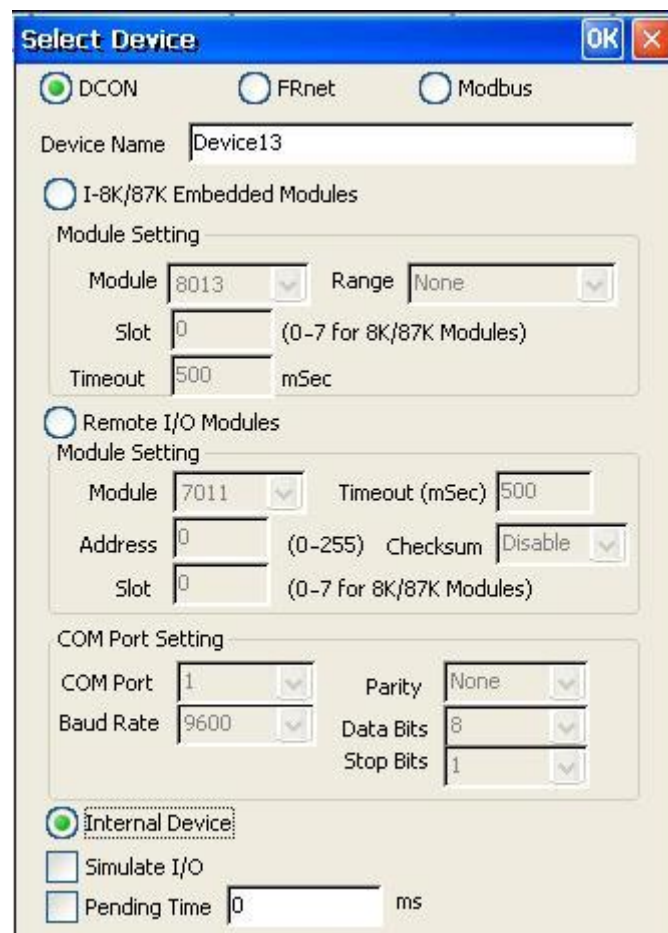 Select Device OK
DCON FRnet Modbus
Device Name Device13
I-8K/87K Embedded Modules
Module Setting
Module 8013 Range None
Slot 0 (0-7 for 8K/87K Modules)
Timeout 500 mSec
Remote I/O Modules
Module Setting
Module 7011 Timeout (mSec) 500
Address 0 (0-255) Checksum Disable
Slot 0 (0-7 for 8K/87K Modules)
COM Port Setting
COM Port 1 Parity None
Baud Rate 9600 Data Bits 8
Stop Bits 1
Internal Device
Simulate I/O
Pending Time 0 ms